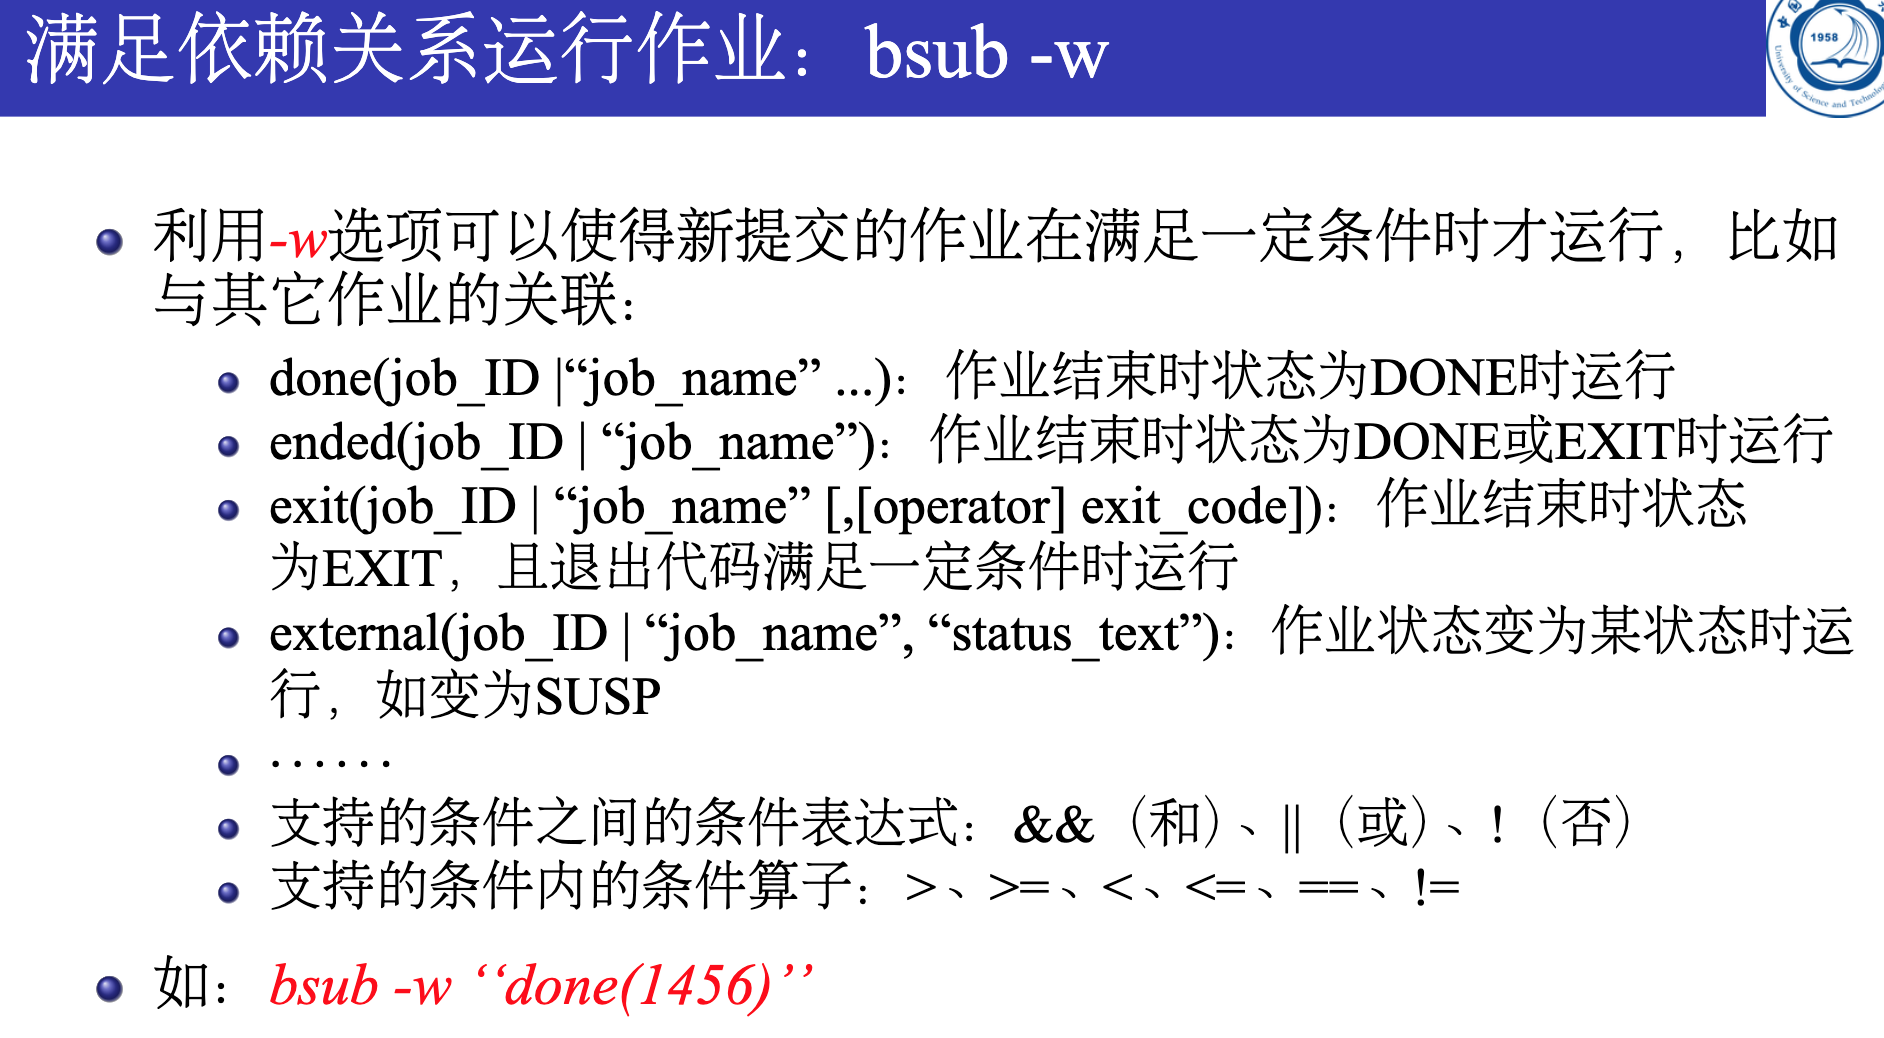 满足依赖关系运行作业： bsub -w
中国
1958
University of Science and Technology
利用-w选项可以使得新提交的作业在满足一定条件时才运行，比如
与其它作业的关联：
done(job_ID |“job_name” ...)：作业结束时状态为DONE时运行
ended(job_ID | “job_name”)：作业结束时状态为DONE或EXIT时运行
exit(job_ID | “job_name” [,[operator] exit_code])：作业结束时状态
为EXIT，且退出代码满足一定条件时运行
external(job_ID | “job_name”, “status_text”)：作业状态变为某状态时运
行，如变为SUSP
······
支持的条件之间的条件表达式：&&（和）、||（或）、!（否）
支持的条件内的条件算子：>、>=、<、<=、==、!=
如：bsub -w ‘‘done(1456)’’